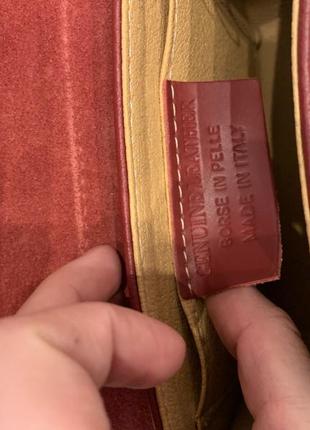 GENUINE LEATHER
BORSE IN PELLE
MADE IN ITALY